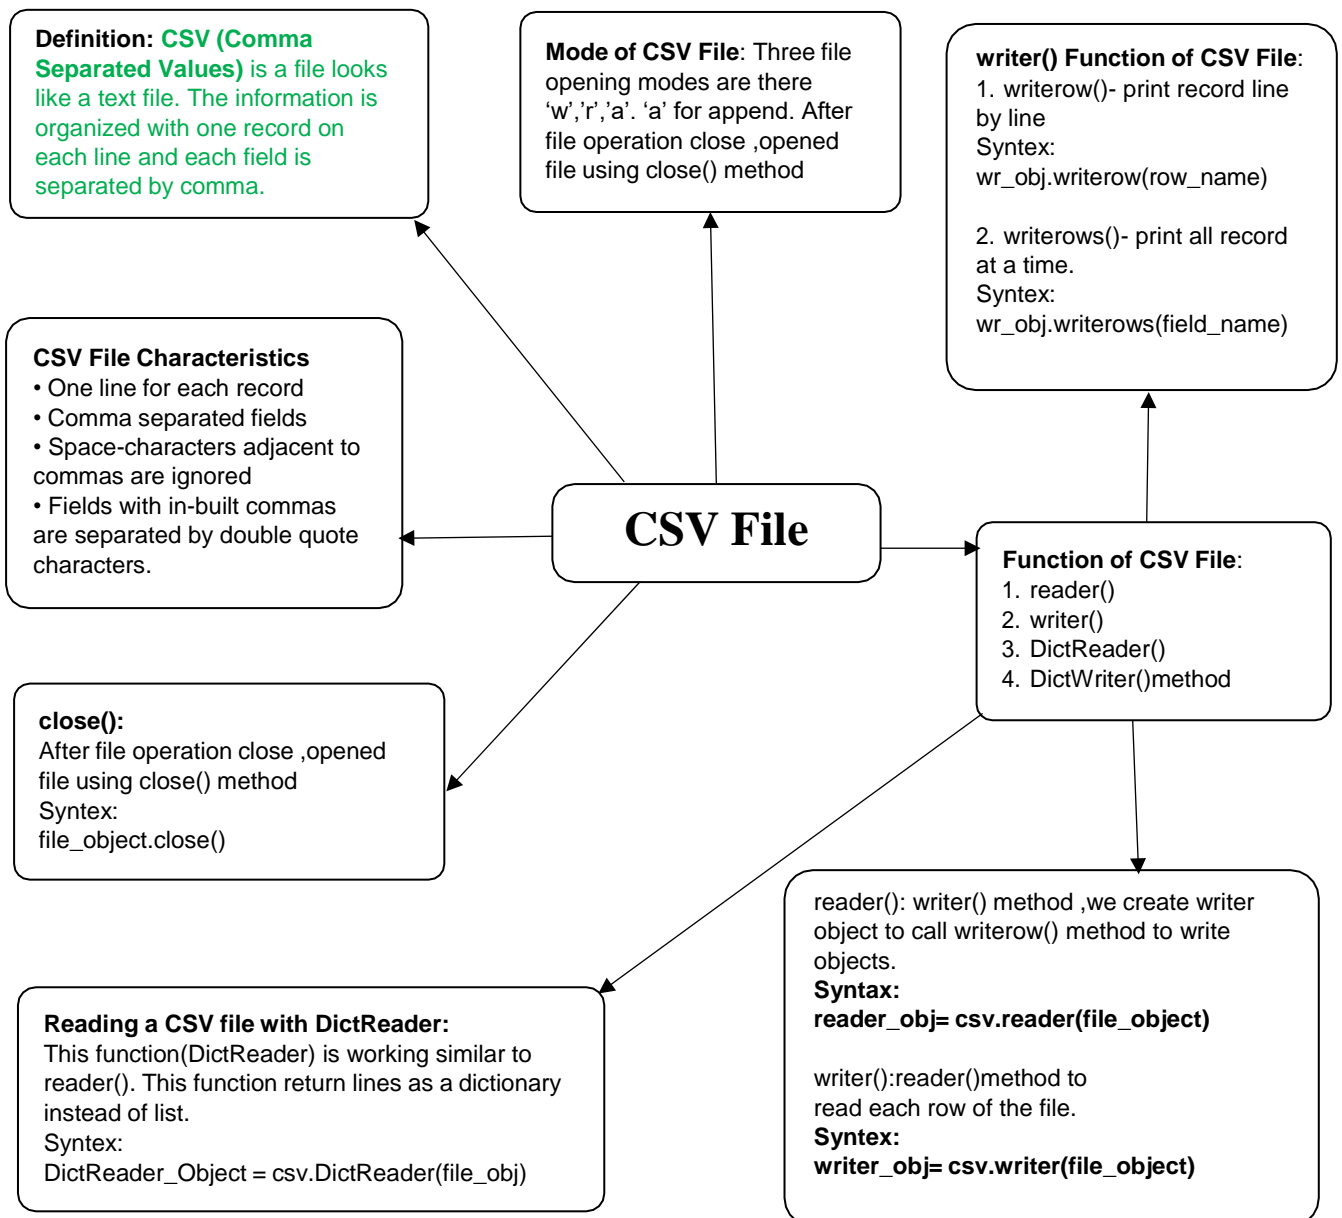 Definition: CSV (Comma
Separated Values) is a file looks
like a text file. The information is
organized with one record on
each line and each field is
separated by comma.
Mode of CSV File: Three file
opening modes are there
‘w’,’r’,’a’. ‘a’ for append. After
file operation close ,opened
file using close() method
writer() Function of CSV File:
1. writerow()- print record line
by line
Syntex:
wr_obj.writerow(row_name)
2. writerows()- print all record
at a time.
Syntex:
wr_obj.writerows(field_name)
CSV File Characteristics
• One line for each record
• Comma separated fields
• Space-characters adjacent to
commas are ignored
• Fields with in-built commas
are separated by double quote
characters.
CSV File
Function of CSV File:
1. reader()
2. writer()
3. DictReader()
4. DictWriter()method
close():
After file operation close ,opened
file using close() method
Syntex:
file_object.close()
reader(): writer() method ,we create writer
object to call writerow() method to write
objects.
Syntax:
reader_obj= csv.reader(file_object)
writer():reader()method to
read each row of the file.
Syntex:
writer_obj= csv.writer(file_object)
Reading a CSV file with DictReader:
This function(DictReader) is working similar to
reader(). This function return lines as a dictionary
instead of list.
Syntex:
DictReader_Object = csv.DictReader(file_obj)